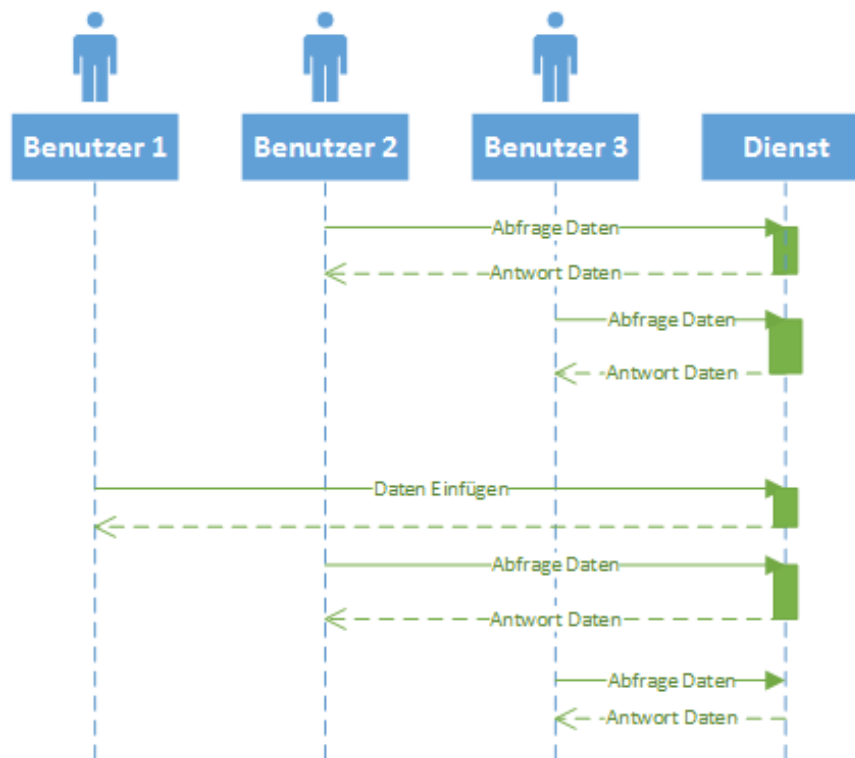 Benutzer 1
Benutzer 2
Benutzer 3
Dienst
Abfrage Daten
Antwort Daten
Abfrage Daten
Antwort Daten
Daten Einfügen
Abfrage Daten
Antwort Daten
Abfrage Daten
Antwort Daten